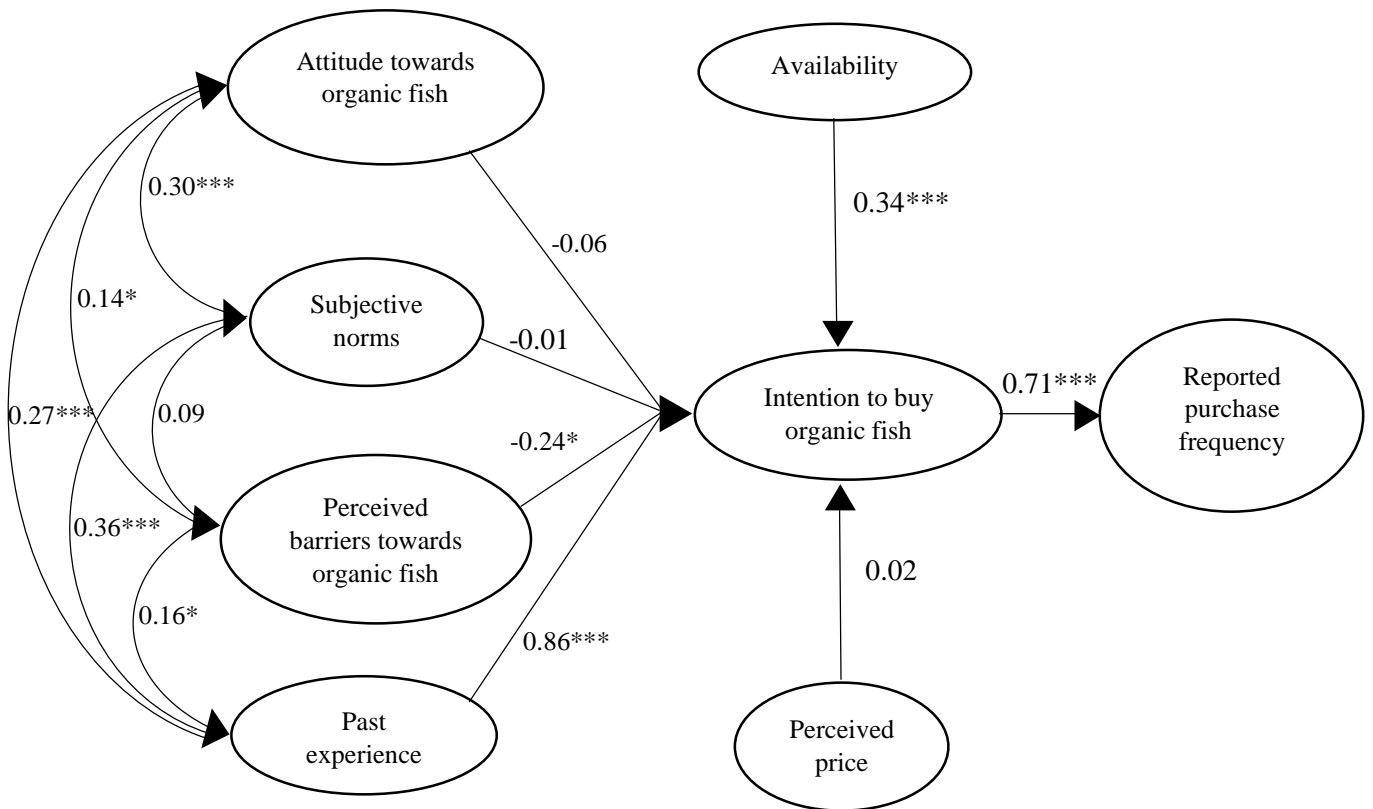 Attitude towards
organic fish
Availability
0.30***
0.34***
-0.06
0.14*
Subjective
norms
-0.01
Intention to buy
organic fish
0.71***
Reported
purchase
frequency
0.27***
0.09
-0.24*
0.36***
Perceived
barriers towards
organic fish
0.02
0.16*
0.86***
Past
experience
Perceived
price